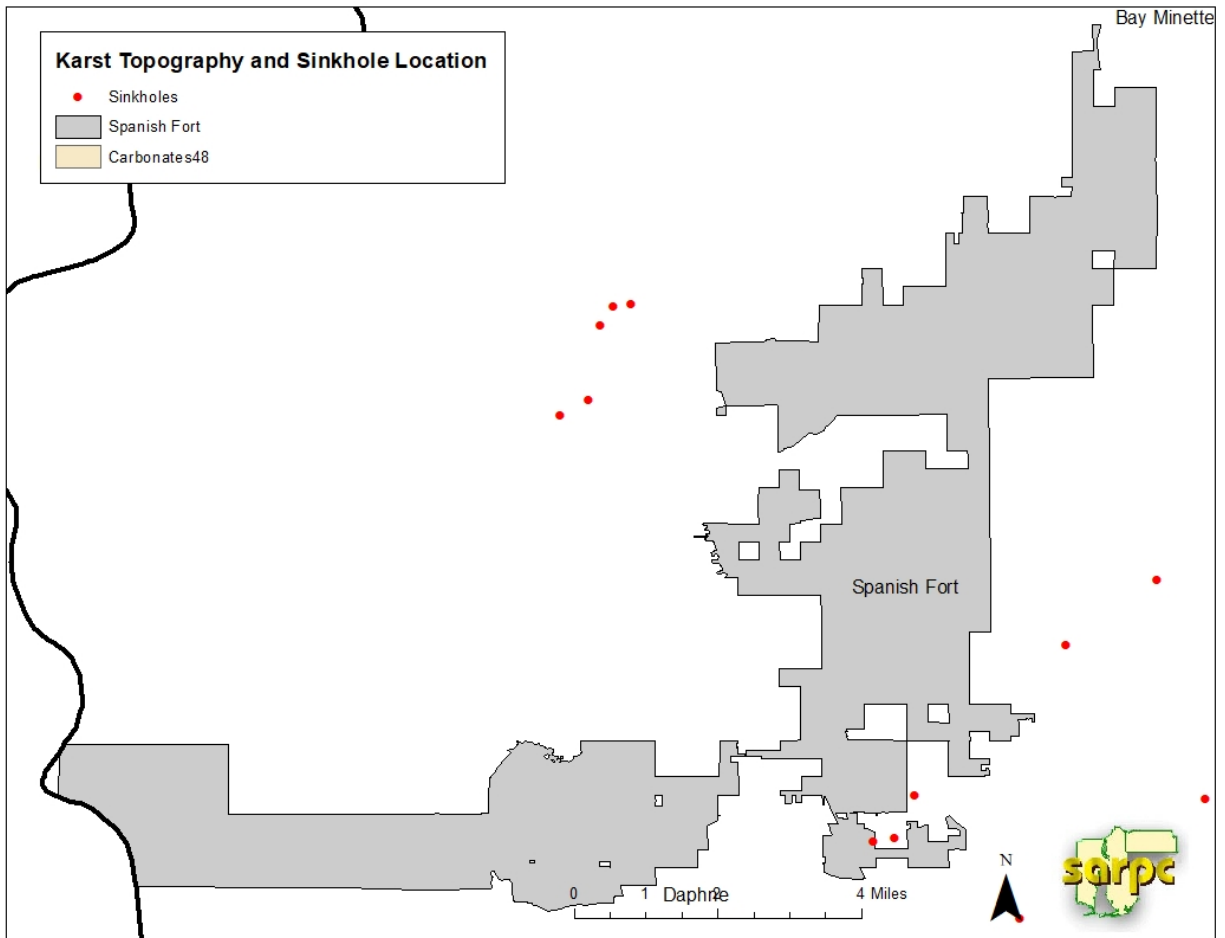 Bay Minette
Karst Topography and Sinkhole Location
Sinkholes
Spanish Fort
Carbonates48
Spanish Fort
N
sarpc
0 1 2 4 Miles
Daphne